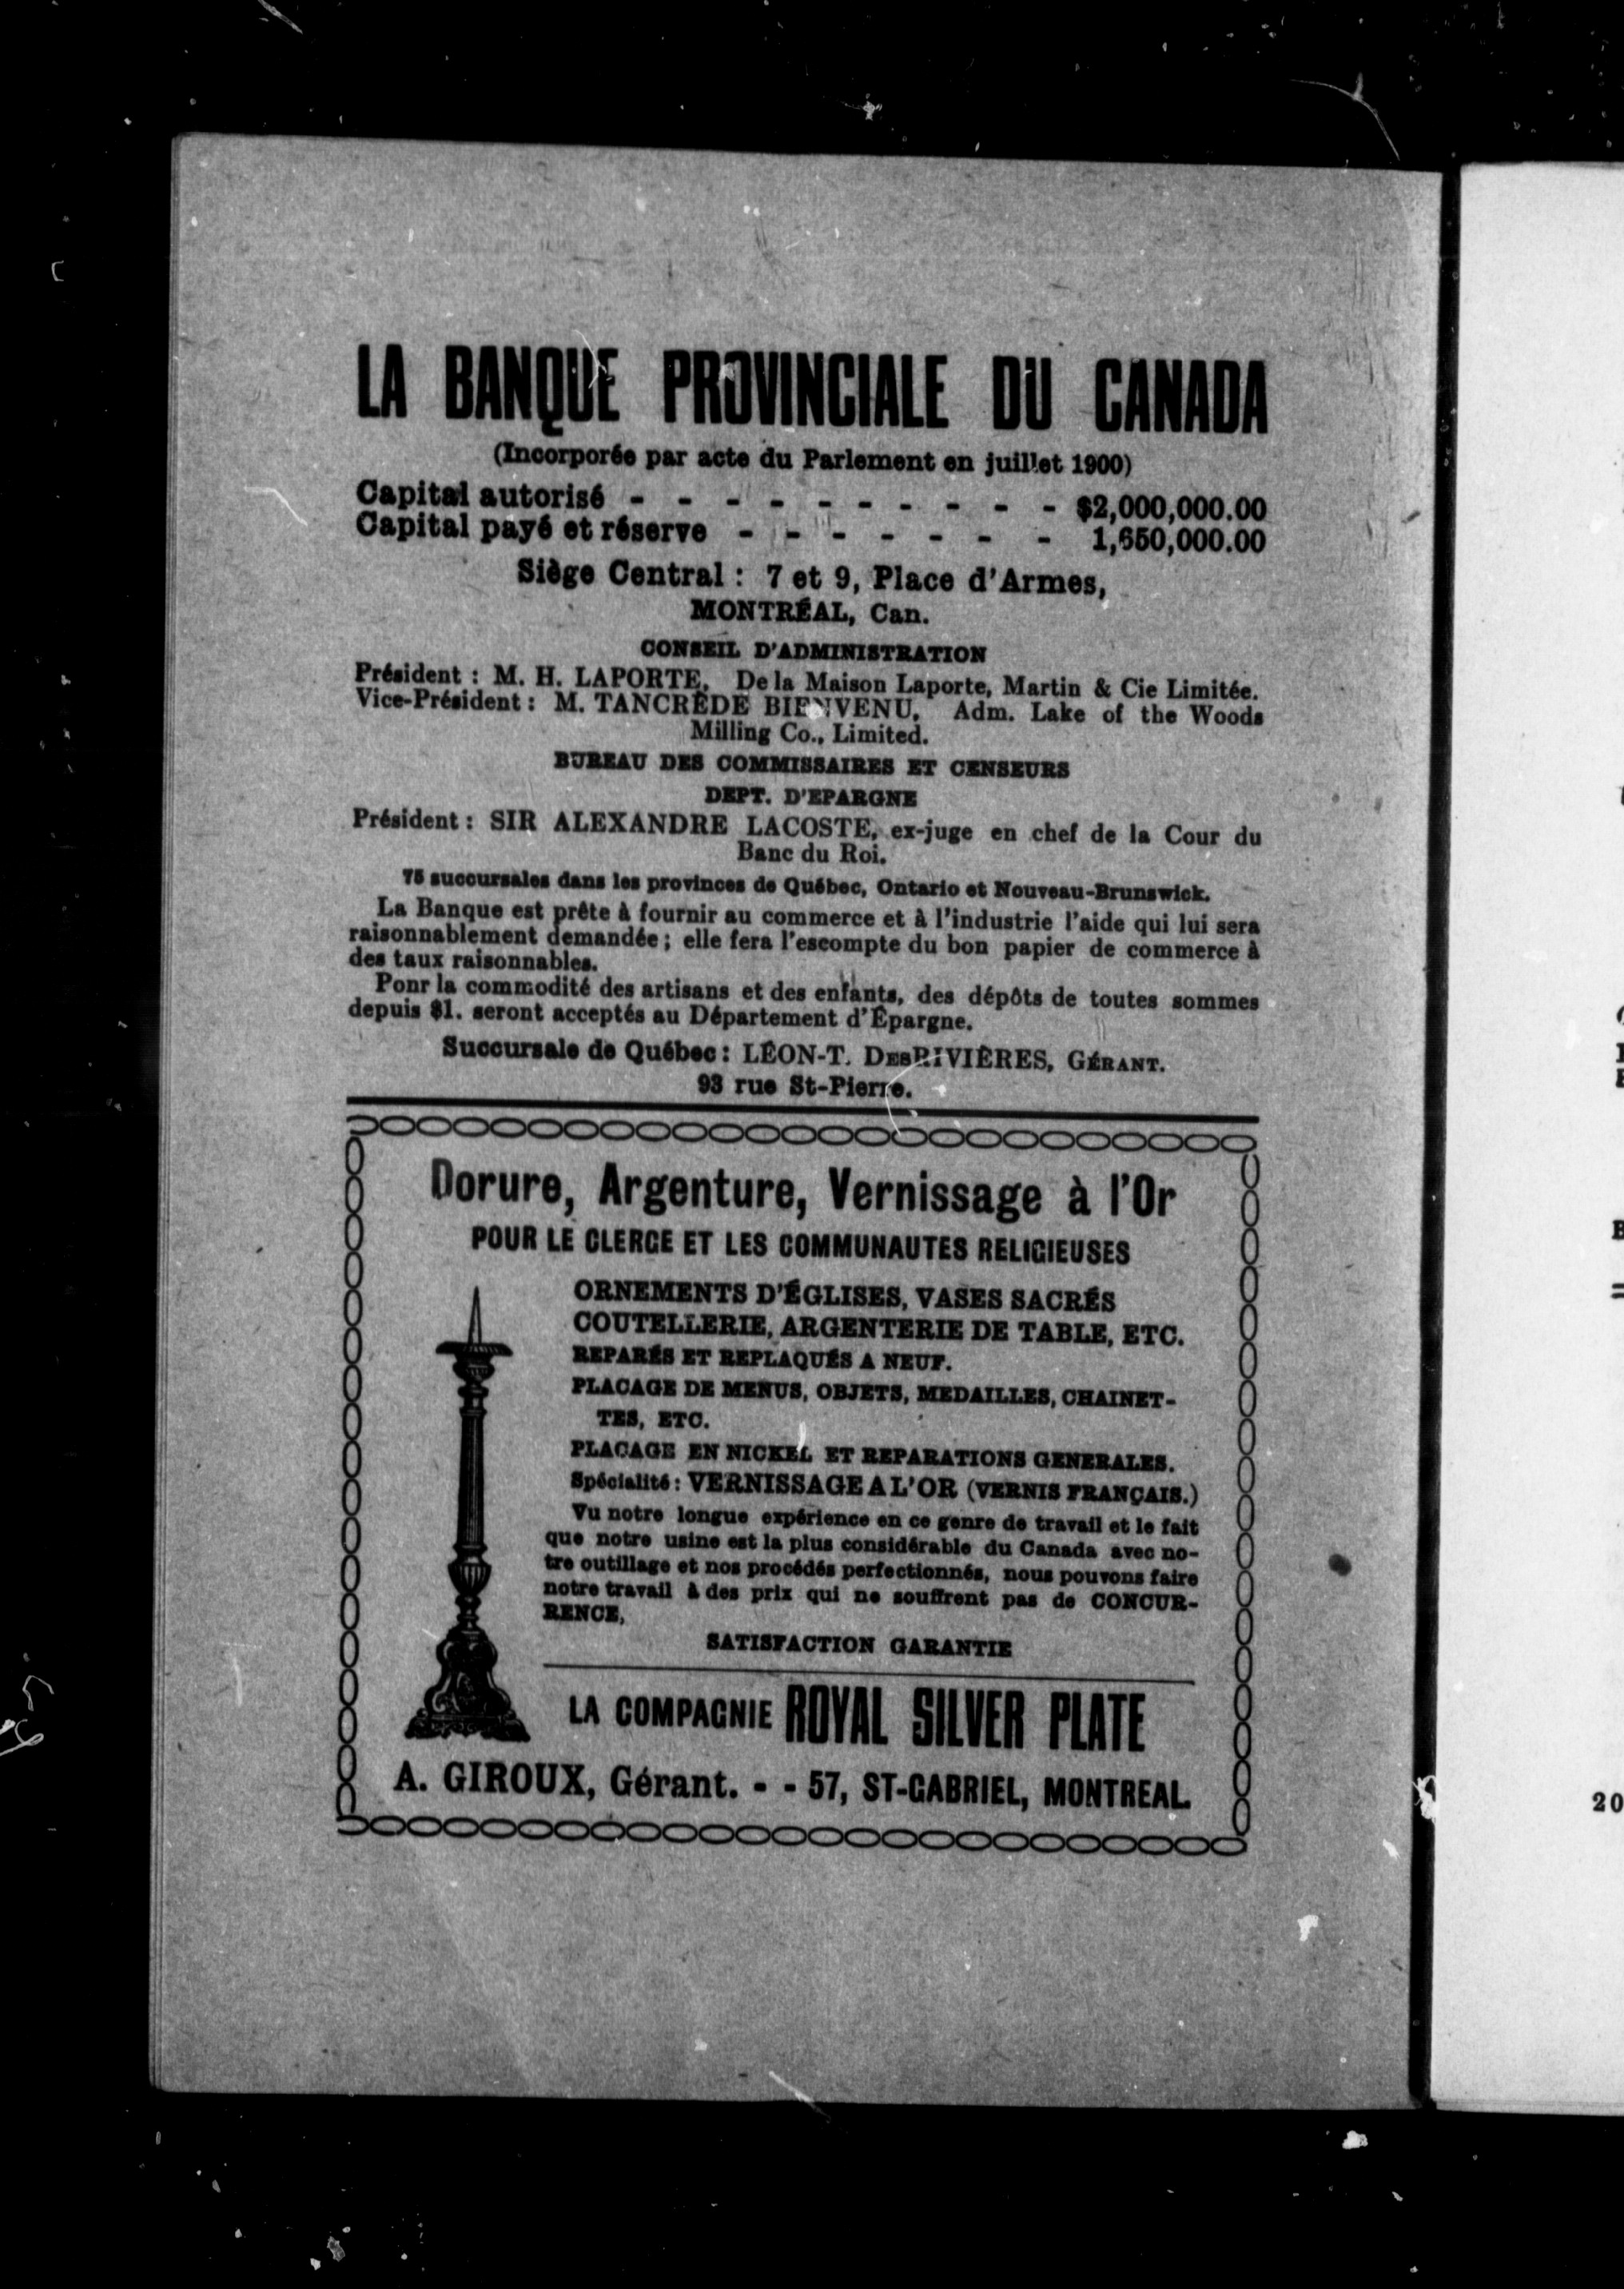 LA BANQUE PROVINCIALE DU CANADA
(Incorporée par acte du Parlement en juillet 1900)
Capital autorisé - - - - - - - - - - $2,000,000.00
Capital payé et réserve - - - - - - - 1,650,000.00
Siège Central : 7 et 9, Place d'Armes,
MONTRÉAL, Can.
CONSEIL D'ADMINISTRATION
Président : M. H. LAPORTE, De la Maison Laporte, Martin & Cie Limitée.
Vice-Président : M. TANCRÈDE BIENVENU, Adm. Lake of the Woods
Milling Co., Limited.
BUREAU DES COMMISSAIRES ET CENSEURS
DEPT. D'EPARGNE
Président : SIR ALEXANDRE LACOSTE, ex-juge en chef de la Cour du
Banc du Roi.
75 succursales dans les provinces de Québec, Ontario et Nouveau-Brunswick.
La Banque est prête à fournir au commerce et à l'industrie l'aide qui lui sera
raisonnablement demandée ; elle fera l'escompte du bon papier de commerce à
des taux raisonnables.
Ponr la commodité des artisans et des enfants, des dépôts de toutes sommes
depuis $1. seront acceptés au Département d'Épargne.
Succursale de Québec : LÉON-T. DESRIVIÈRES, GÉRANT.
93 rue St-Pierre.
Dorure, Argenture, Vernissage à l'Or
POUR LE CLERGE ET LES COMMUNAUTES RELIGIEUSES
ORNEMENTS D'ÉGLISES, VASES SACRÉS
COUTELLERIE, ARGENTERIE DE TABLE, ETC.
REPARÉS ET REPLAQUÉS A NEUF.
PLACAGE DE MENUS, OBJETS, MEDAILLES, CHAINET-
TES, ETC.
PLACAGE EN NICKEL ET REPARATIONS GENERALES.
Spécialité : VERNISSAGE A L'OR (VERNIS FRANÇAIS.)
Vu notre longue expérience en ce genre de travail et le fait
que notre usine est la plus considérable du Canada avec no-
tre outillage et nos procédés perfectionnés, nous pouvons faire
notre travail à des prix qui ne souffrent pas de CONCUR-
RENCE,
SATISFACTION GARANTIE
LA COMPAGNIE ROYAL SILVER PLATE
A. GIROUX, Gérant. - - 57, ST-GABRIEL, MONTREAL.
20